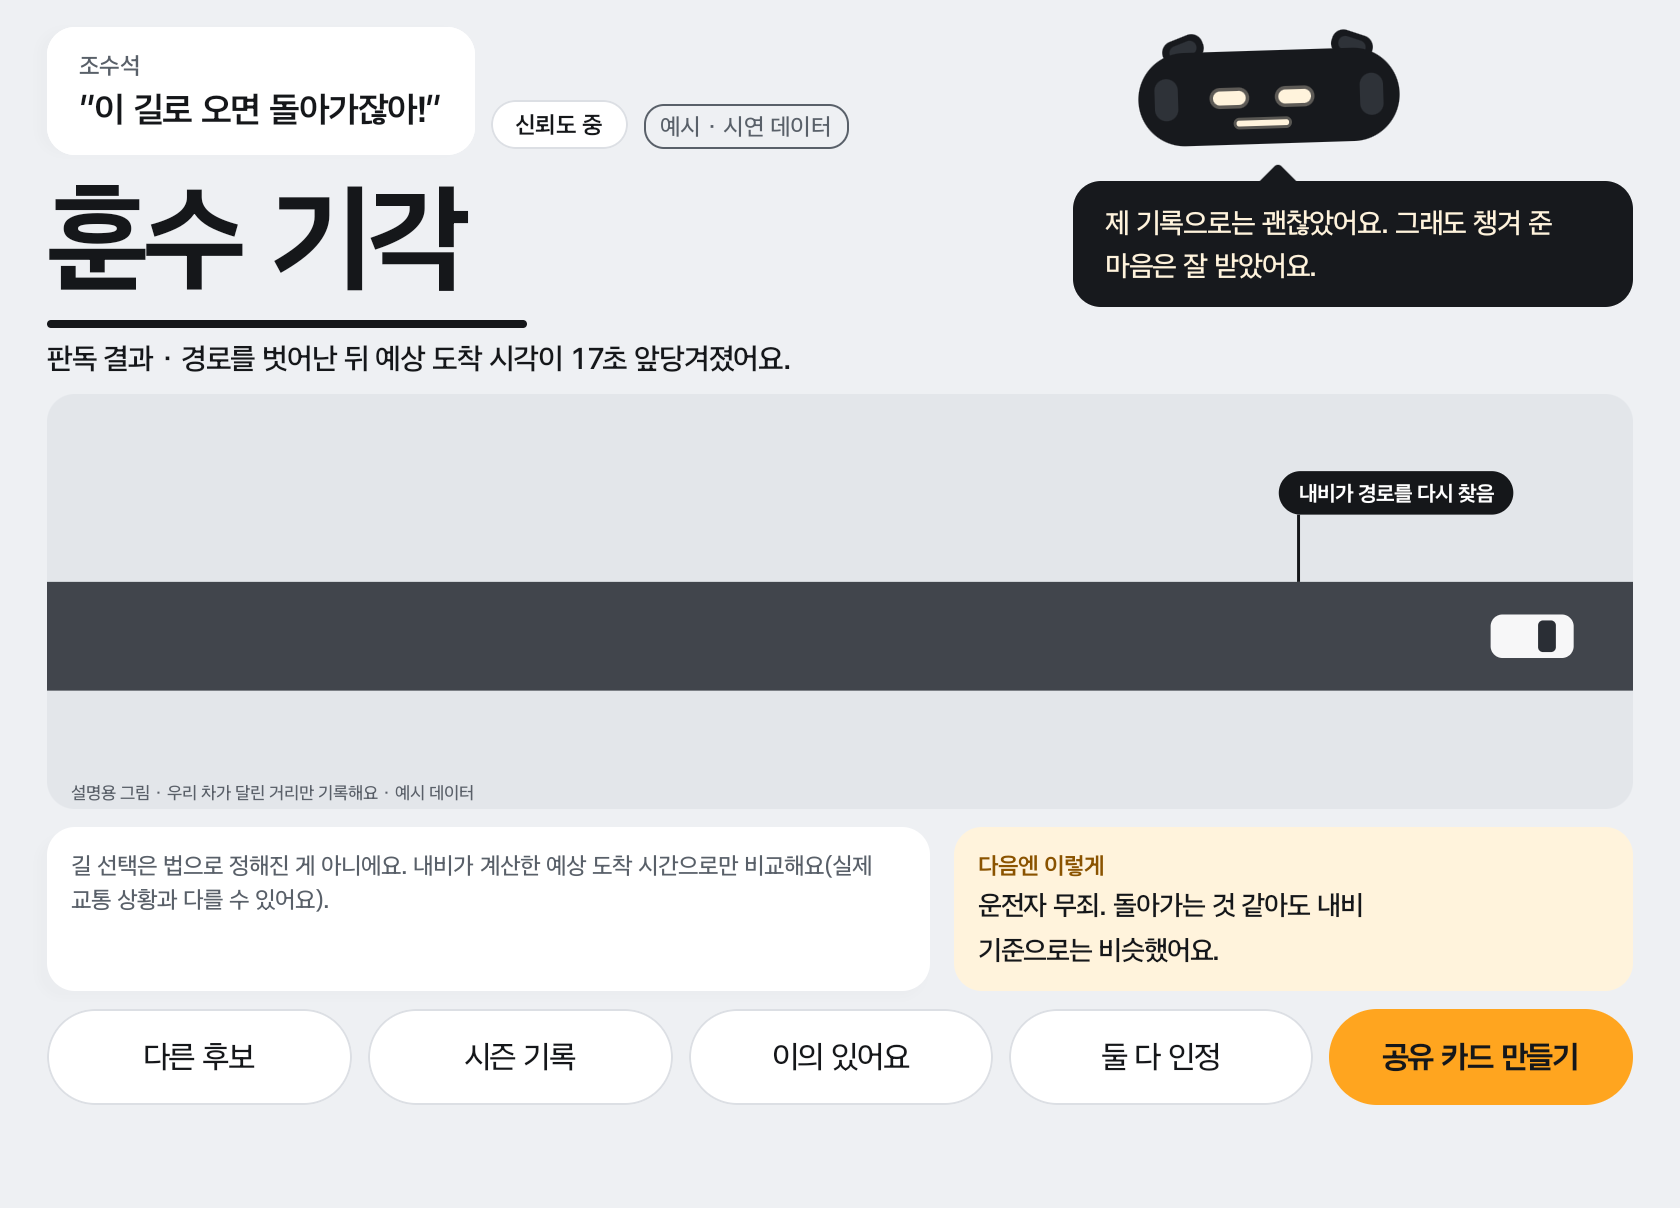 조수석
"이 길로 오면 돌아가잖아!"
신뢰도 중
예시 · 시연 데이터
훈수 기각
제 기록으로는 괜찮았어요. 그래도 챙겨 준
마음은 잘 받았어요.
판독 결과 · 경로를 벗어난 뒤 예상 도착 시각이 17초 앞당겨졌어요.
내비가 경로를 다시 찾음
설명용 그림 · 우리 차가 달린 거리만 기록해요 · 예시 데이터
길 선택은 법으로 정해진 게 아니에요. 내비가 계산한 예상 도착 시간으로만 비교해요(실제
교통 상황과 다를 수 있어요).
다음엔 이렇게
운전자 무죄. 돌아가는 것 같아도 내비
기준으로는 비슷했어요.
다른 후보
시즌 기록
이의 있어요
둘 다 인정
공유 카드 만들기